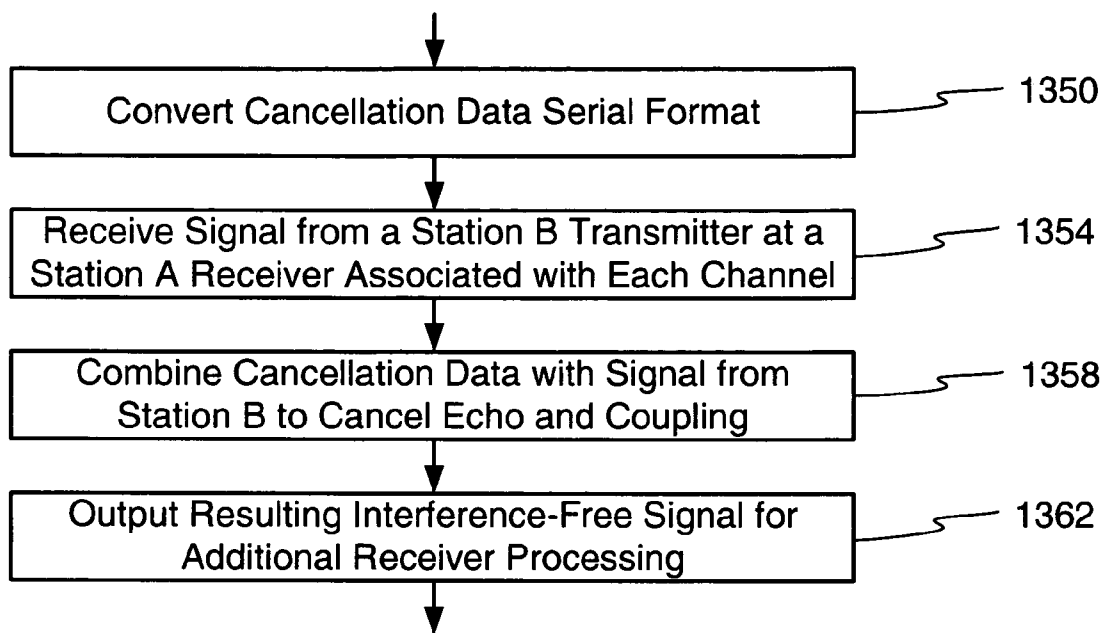 Convert Cancellation Data Serial Format
1350
Receive Signal from a Station B Transmitter at a
Station A Receiver Associated with Each Channel
1354
Combine Cancellation Data with Signal from
Station B to Cancel Echo and Coupling
1358
Output Resulting Interference-Free Signal for
Additional Receiver Processing
1362